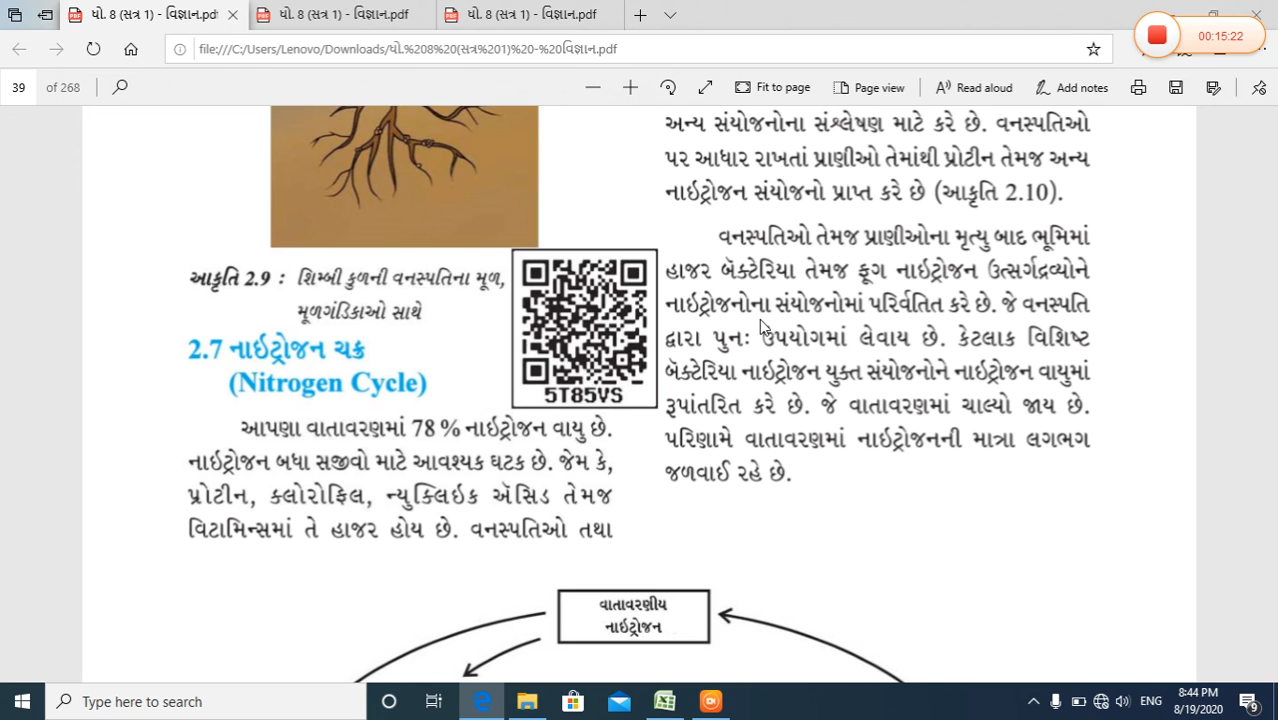 યો. 8 (સત્ર 1) - વિજ્ઞાન.pdf
યો. 8 (સત્ર 1) - વિજ્ઞાન.pdf
યો. 8 (સત્ર 1) - વિજ્ઞાન.pdf
file:///C:/Users/Lenovo/Downloads/યો.%208%20(સત્ર%201)%20-%20વિજ્ઞાન.pdf
00:15:22
39 of 268
Fit to page
Page view
Read aloud
Add notes
આકૃતિ 2.9 : શિમ્બી કુળની વનસ્પતિના મૂળ,
મૂળગંડિકાઓ સાથે
5T85VS
2.7 નાઇટ્રોજન ચક્ર
(Nitrogen Cycle)
આપણા વાતાવરણમાં 78 % નાઇટ્રોજન વાયુ છે.
નાઇટ્રોજન બધા સજીવો માટે આવશ્યક ઘટક છે. જેમ કે,
પ્રોટીન, ક્લોરોફિલ, ન્યુક્લિઇક ઍસિડ તેમજ
વિટામિન્સમાં તે હાજર હોય છે. વનસ્પતિઓ તથા
અન્ય સંયોજનોના સંશ્લેષણ માટે કરે છે. વનસ્પતિઓ
પર આધાર રાખતાં પ્રાણીઓ તેમાંથી પ્રોટીન તેમજ અન્ય
નાઇટ્રોજન સંયોજનો પ્રાપ્ત કરે છે (આકૃતિ 2.10).
વનસ્પતિઓ તેમજ પ્રાણીઓના મૃત્યુ બાદ ભૂમિમાં
હાજર બૅક્ટેરિયા તેમજ ફૂગ નાઇટ્રોજન ઉત્સર્ગદ્રવ્યોને
નાઇટ્રોજનોના સંયોજનોમાં પરિર્વતિત કરે છે. જે વનસ્પતિ
દ્વારા પુનઃ ઉપયોગમાં લેવાય છે. કેટલાક વિશિષ્ટ
બૅક્ટેરિયા નાઇટ્રોજન યુક્ત સંયોજનોને નાઇટ્રોજન વાયુમાં
રૂપાંતરિત કરે છે. જે વાતાવરણમાં ચાલ્યો જાય છે.
પરિણામે વાતાવરણમાં નાઇટ્રોજનની માત્રા લગભગ
જળવાઈ રહે છે.
વાતાવરણીય
નાઇટ્રોજન
Type here to search
ENG
8:44 PM
8/19/2020
9